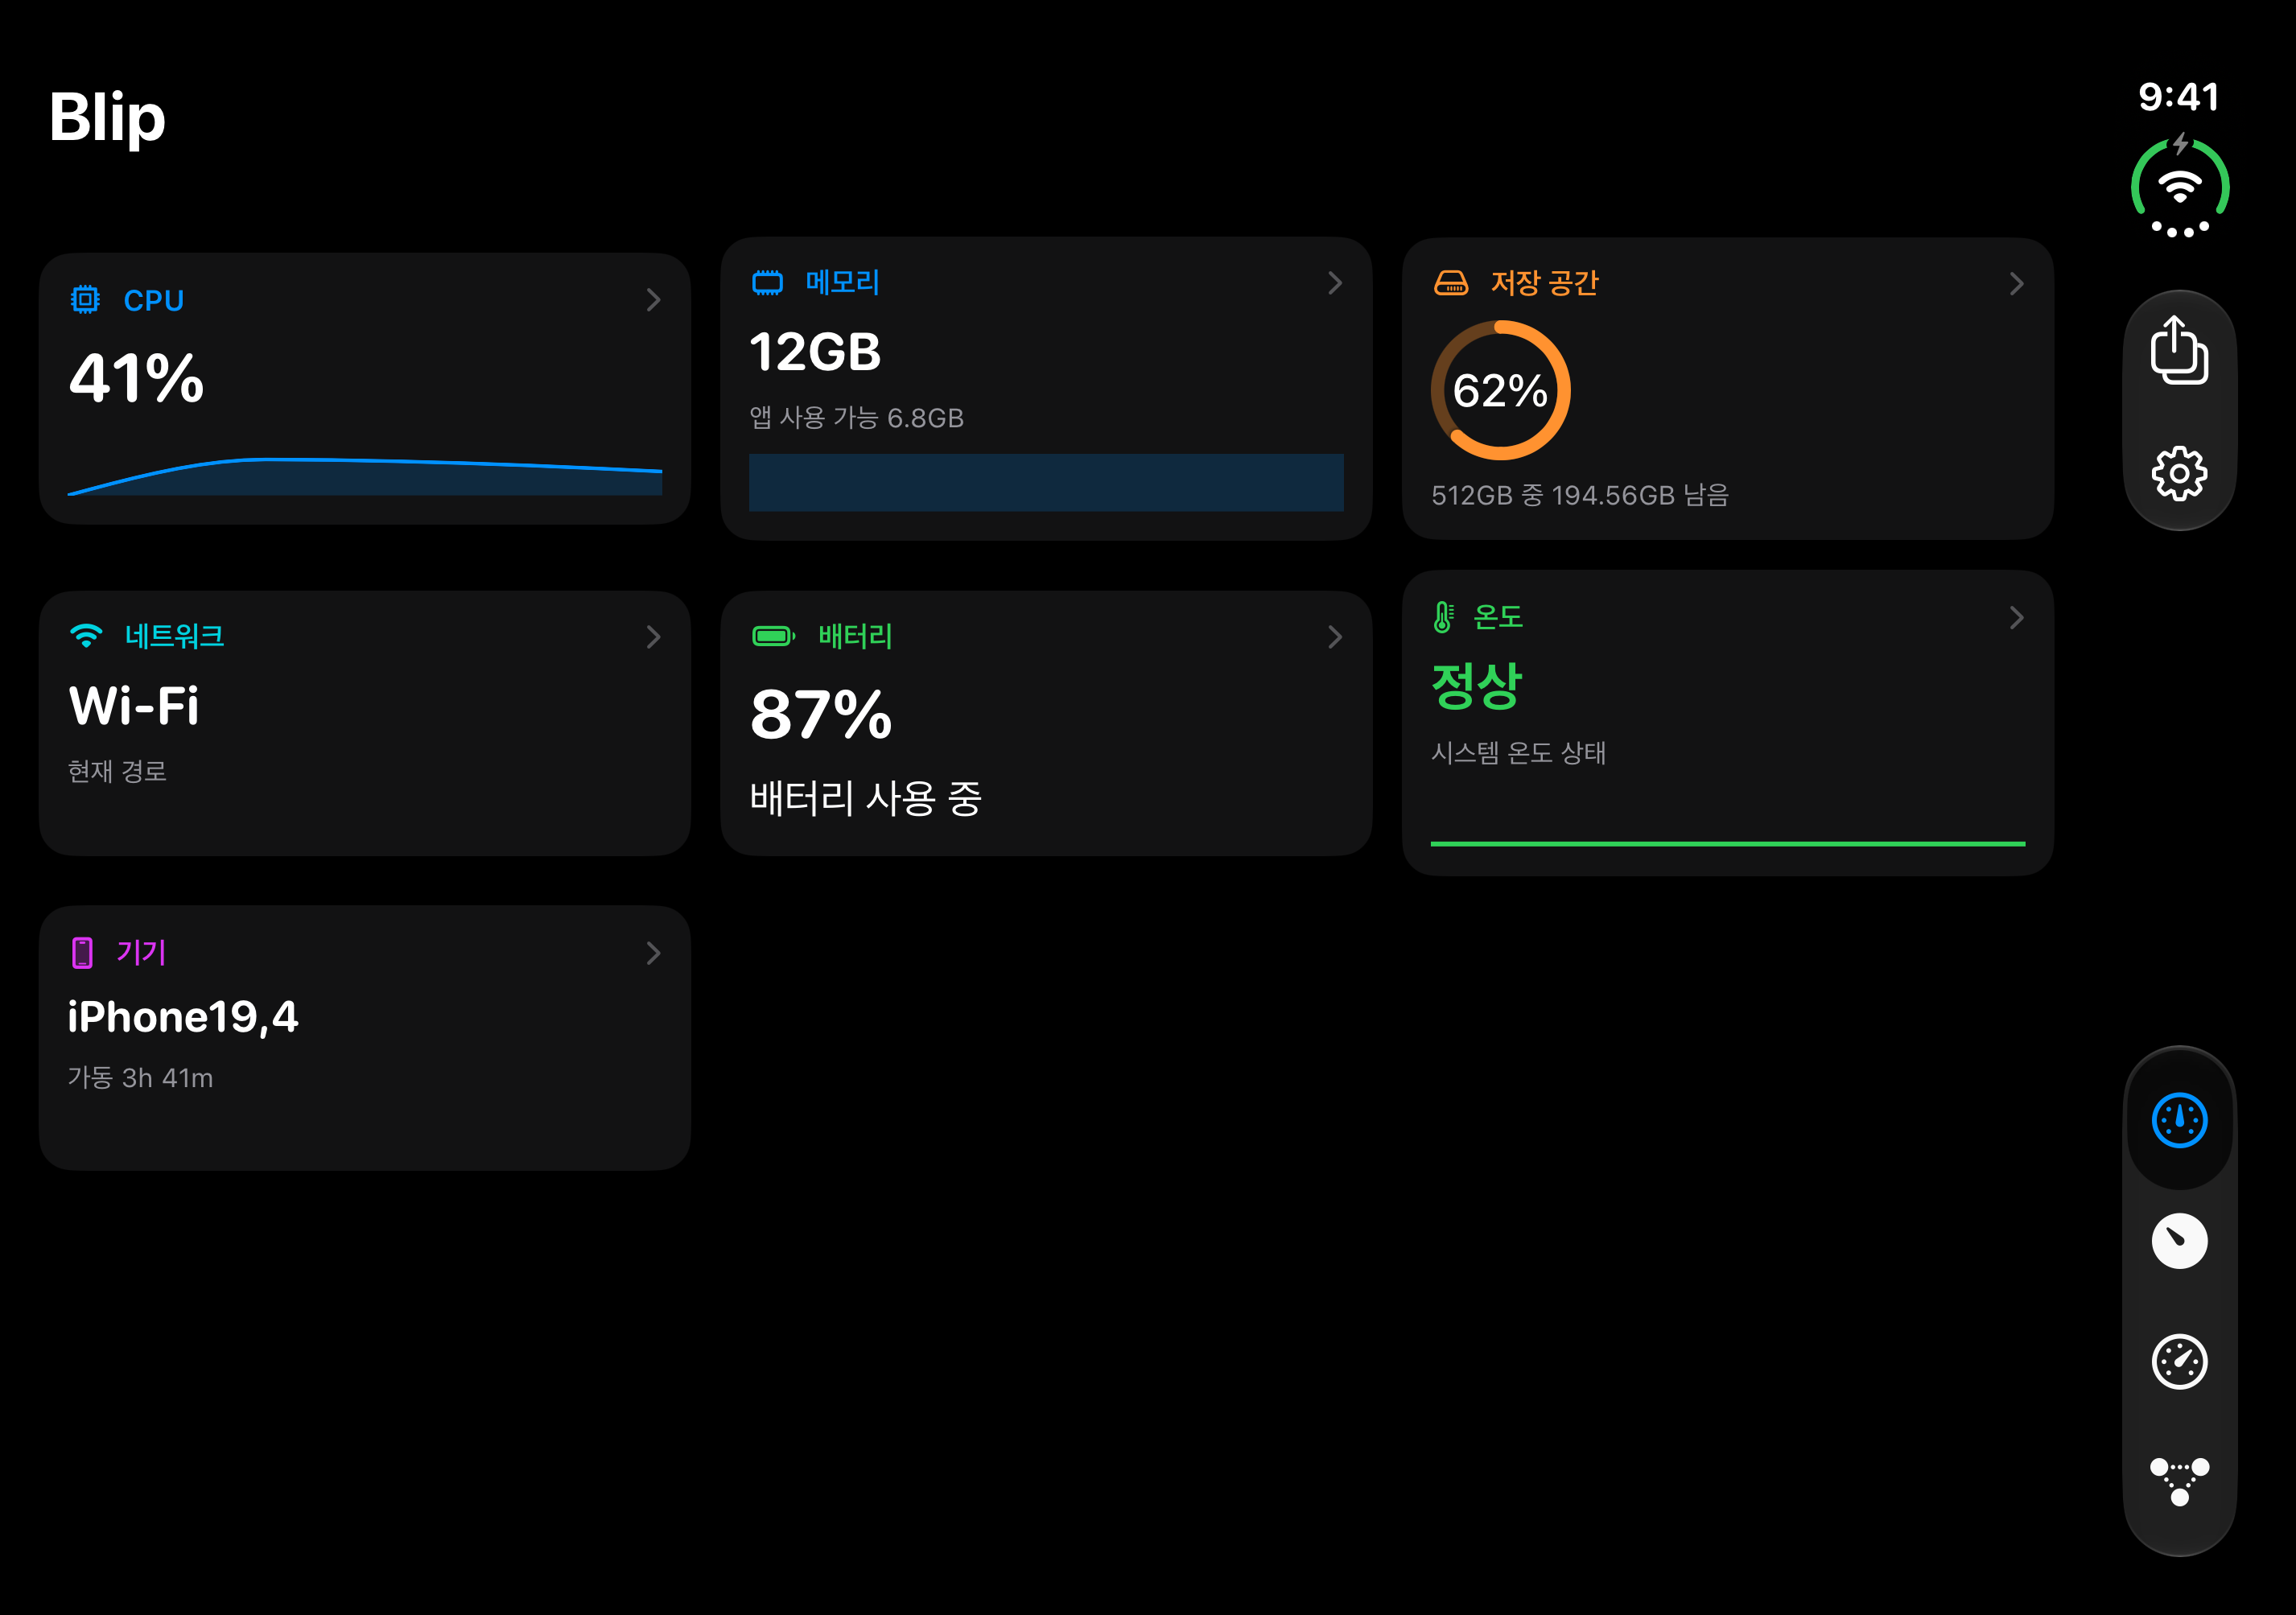 Blip
9:41
CPU
41%
메모리
12GB
앱 사용 가능 6.8GB
저장 공간
62%
512GB 중 194.56GB 남음
네트워크
Wi-Fi
현재 경로
배터리
87%
배터리 사용 중
온도
정상
시스템 온도 상태
기기
iPhone19,4
가동 3h 41m